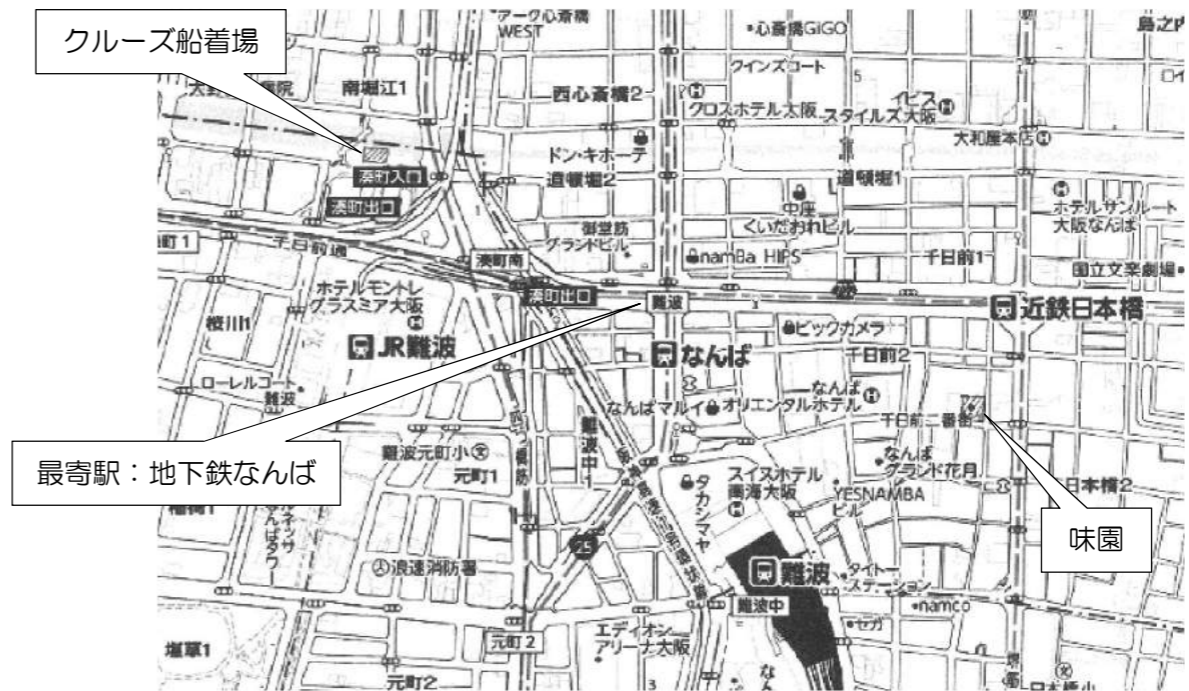 クルーズ船着場
アーク心斎橋
WEST
心斎橋GIGO
島之内
クインズコート
5
南堀江1
西心斎橋2
クロスホテル大阪
イビス
スタイルズ大阪
大和屋本店
ドン・キホーテ
道頓堀2
道頓堀1
湊町入口
湊町出口
中座
くいだおれビル
ホテルサンルート
大阪なんば
御堂筋
グランドビル
千日前通
湊町南
namBa HIPS
千日前1
国立文楽劇場
町1
ホテルモントレ
グラスミア大阪
湊町出口
難波
近鉄日本橋
桜川1
JR難波
ビックカメラ
なんば
千日前2
ローレルコート
難波
なんばマルイ
なんば
オリエンタルホテル
千日前二番街
難波中1
最寄駅：地下鉄なんば
難波元町小
元町1
なんば
グランド花月
スイスホテル
南海大阪
タカシマヤ
YESNAMBA
ビル
日本橋2
味園
25
浪速消防署
難波
タイトー
ステーション
難波中
namco
セガ
塩草1
元町2
エディオン
アリーナ大阪
元町2
3
なん